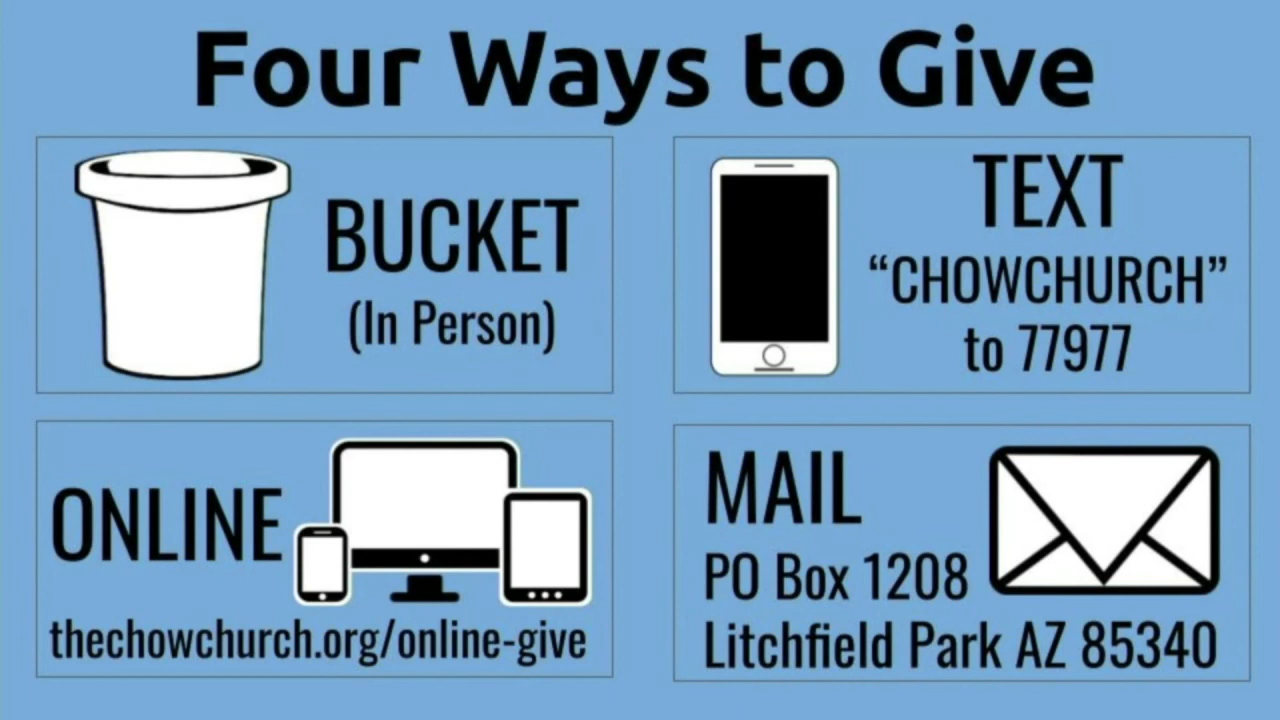 Four Ways to Give
BUCKET
(In Person)
TEXT
“CHOWCHURCH”
to 77977
ONLINE
thechowchurch.org/online-give
MAIL
PO Box 1208
Litchfield Park AZ 85340